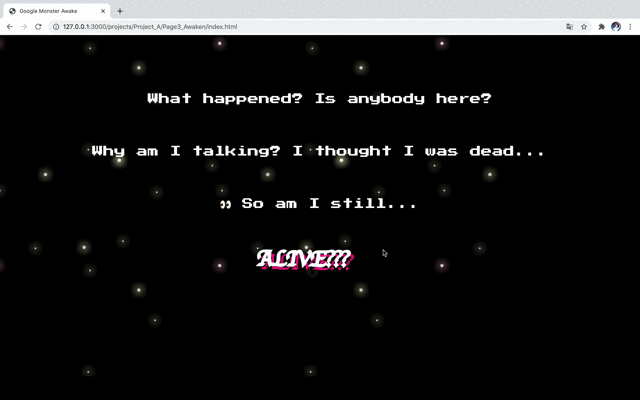 Google Monster Awake
127.0.0.1:3000/projects/Project_A/Page3_Awaken/index.html
What happened? Is anybody here?
Why am I talking? I thought I was dead...
👀 So am I still...
ALIVE???